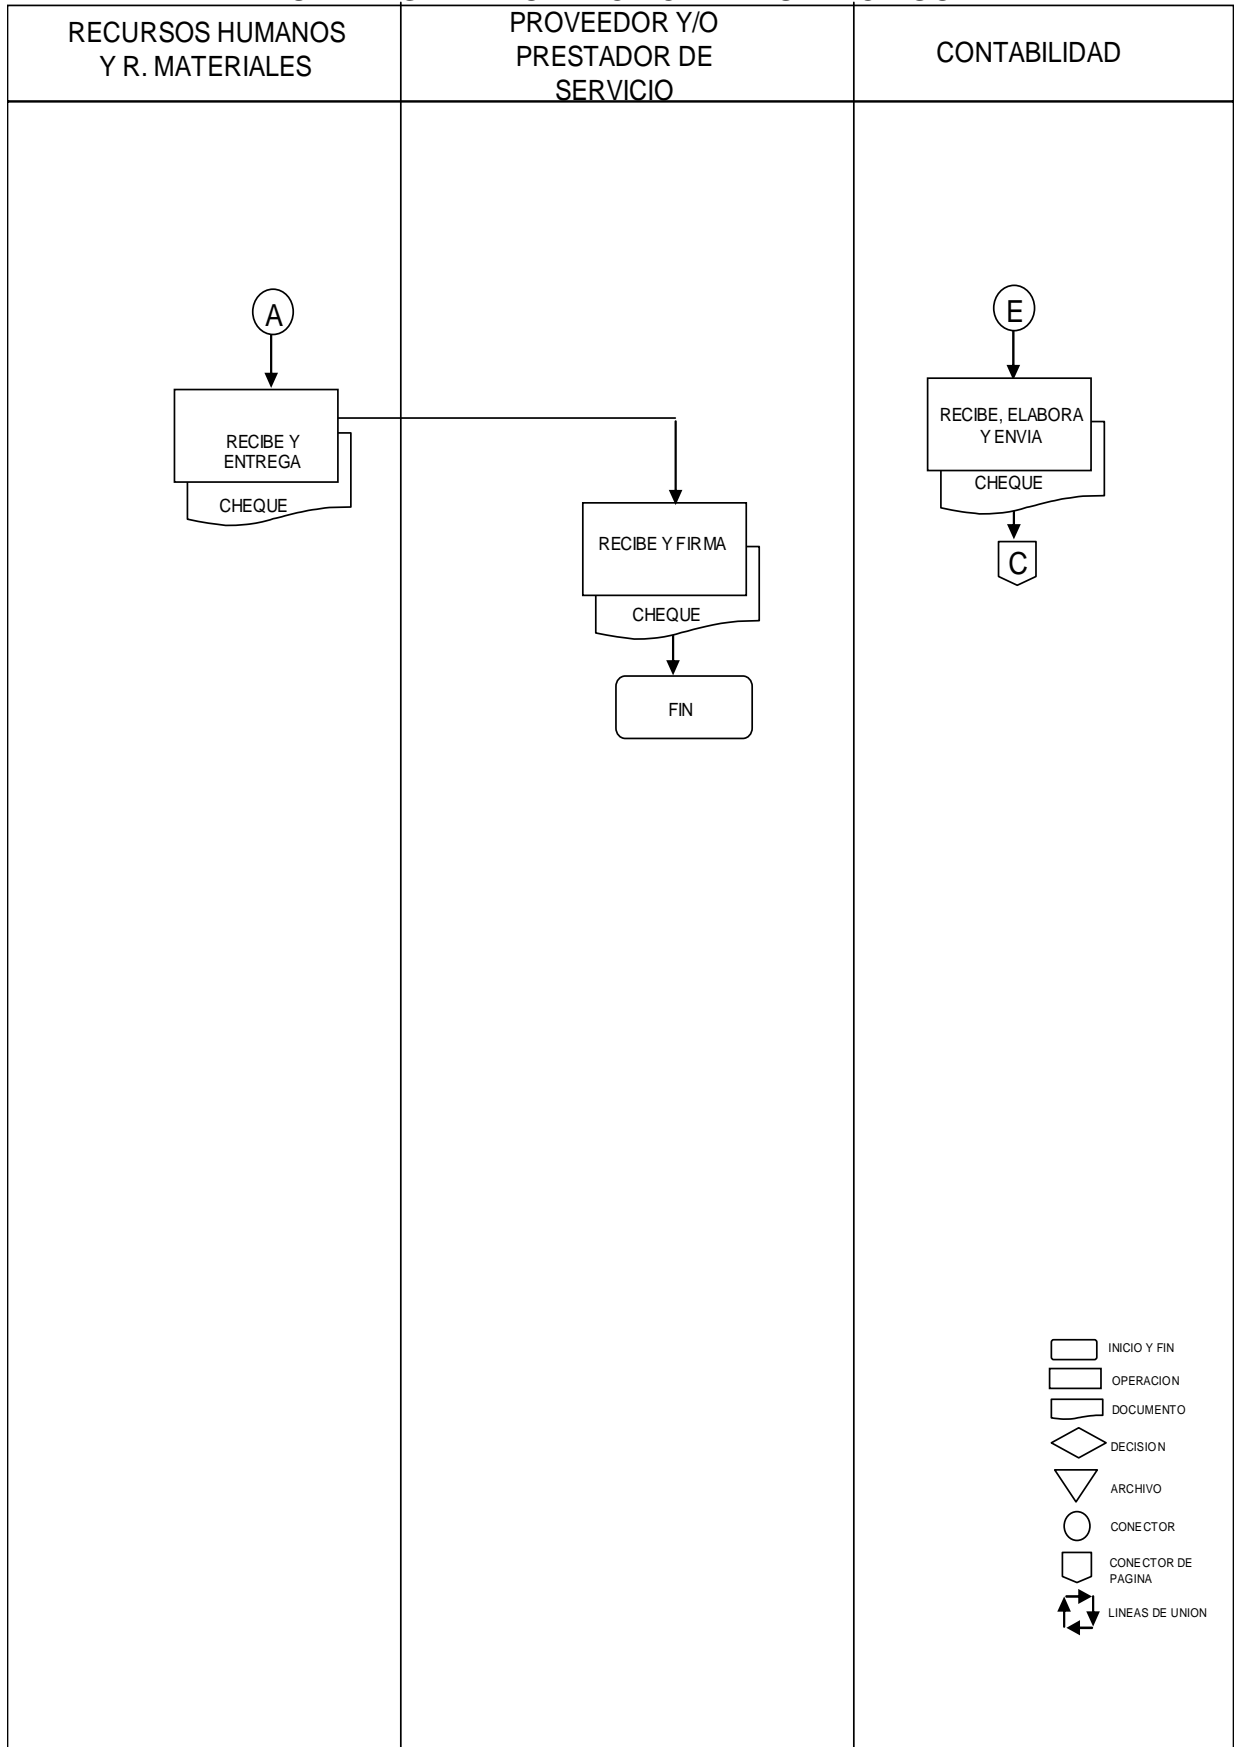 RECURSOS HUMANOS
Y R. MATERIALES
PROVEEDOR Y/O
PRESTADOR DE
SERVICIO
CONTABILIDAD
A
RECIBE Y
ENTREGA
CHEQUE
RECIBE Y FIRMA
CHEQUE
FIN
E
RECIBE, ELABORA
Y ENVIA
CHEQUE
C
INICIO Y FIN
OPERACION
DOCUMENTO
DECISION
ARCHIVO
CONECTOR
CONECTOR DE
PAGINA
LINEAS DE UNION